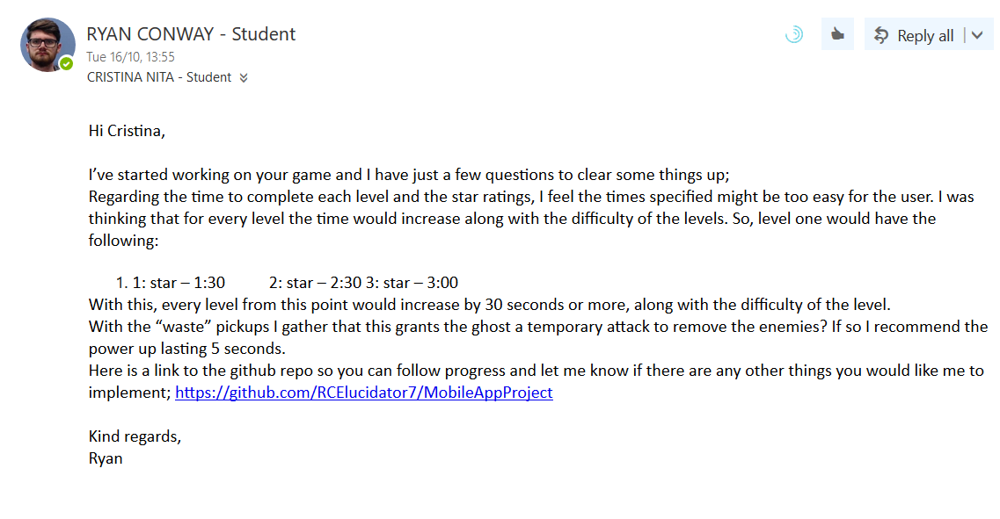 RYAN CONWAY - Student
Reply all
Tue 16/10, 13:55
CRISTINA NITA - Student
Hi Cristina,
I’ve started working on your game and I have just a few questions to clear some things up;
Regarding the time to complete each level and the star ratings, I feel the times specified might be too easy for the user. I was
thinking that for every level the time would increase along with the difficulty of the levels. So, level one would have the
following:
1. 1: star – 1:30 2: star – 2:30 3: star – 3:00
With this, every level from this point would increase by 30 seconds or more, along with the difficulty of the level.
With the “waste” pickups I gather that this grants the ghost a temporary attack to remove the enemies? If so I recommend the
power up lasting 5 seconds.
Here is a link to the github repo so you can follow progress and let me know if there are any other things you would like me to
implement; https://github.com/RCElucidator7/MobileAppProject
Kind regards,
Ryan